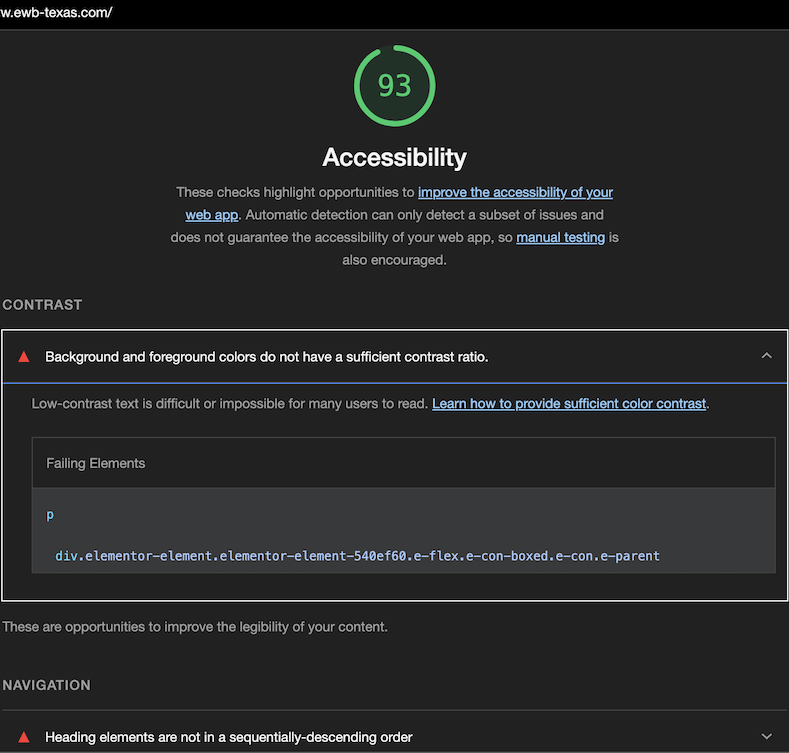 w.ewb-texas.com/
93
Accessibility
These checks highlight opportunities to improve the accessibility of your
web app. Automatic detection can only detect a subset of issues and
does not guarantee the accessibility of your web app, so manual testing is
also encouraged.
CONTRAST
Background and foreground colors do not have a sufficient contrast ratio.
Low-contrast text is difficult or impossible for many users to read. Learn how to provide sufficient color contrast.
Failing Elements
p
div.elementor-element.elementor-element-540ef60.e-flex.e-con-boxed.e-con.e-parent
These are opportunities to improve the legibility of your content.
NAVIGATION
Heading elements are not in a sequentially-descending order